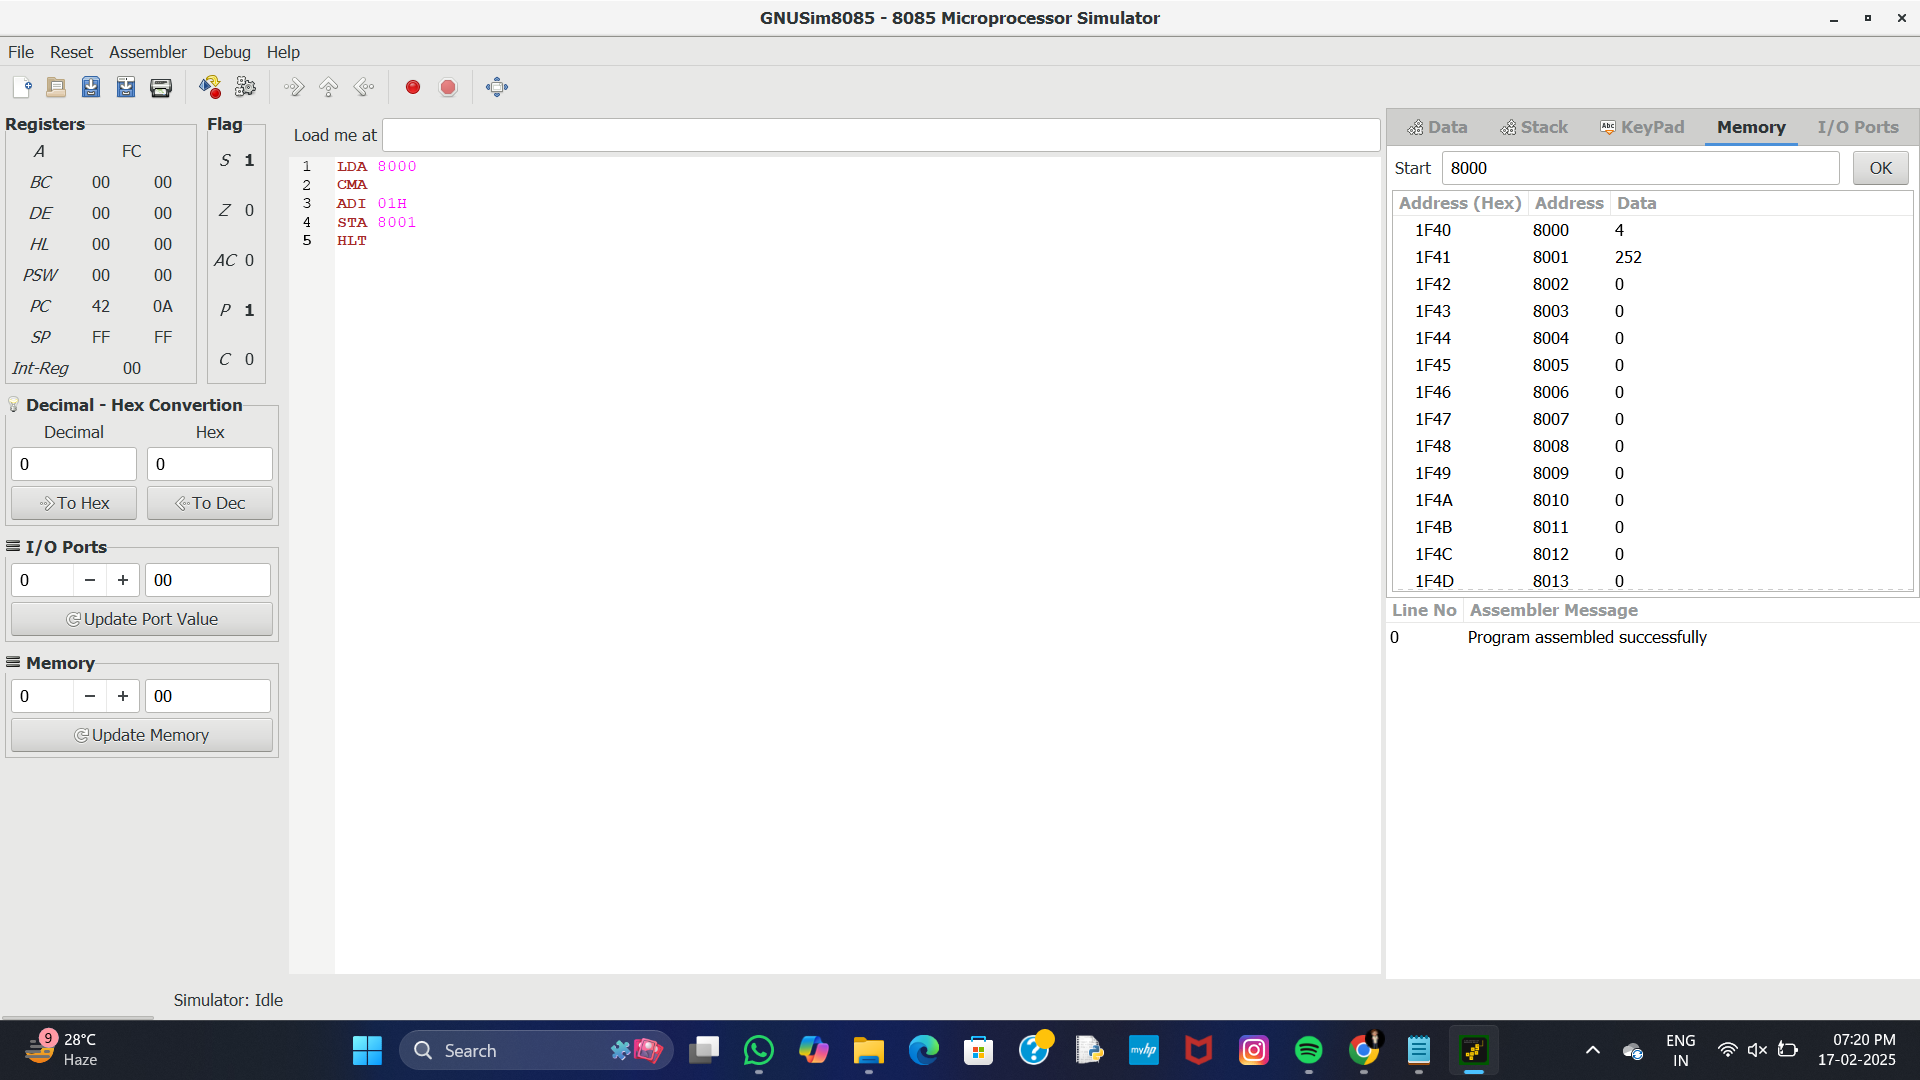 GNUSim8085 - 8085 Microprocessor Simulator
File Reset Assembler Debug Help
Registers
A FC
BC 00 00
DE 00 00
HL 00 00
PSW 00 00
PC 42 0A
SP FF FF
Int-Reg 00
Flag
S 1
Z 0
AC 0
P 1
C 0
Decimal - Hex Convertion
Decimal Hex
0 0
To Hex To Dec
I/O Ports
0 − + 00
Update Port Value
Memory
0 − + 00
Update Memory
Load me at
1 LDA 8000
2 CMA
3 ADI 01H
4 STA 8001
5 HLT
Data Stack Abc KeyPad Memory I/O Ports
Start 8000 OK
Address (Hex) Address Data
1F40 8000 4
1F41 8001 252
1F42 8002 0
1F43 8003 0
1F44 8004 0
1F45 8005 0
1F46 8006 0
1F47 8007 0
1F48 8008 0
1F49 8009 0
1F4A 8010 0
1F4B 8011 0
1F4C 8012 0
1F4D 8013 0
Line No Assembler Message
0 Program assembled successfully
Simulator: Idle
9 28°C
Haze
Search
myhp
ENG
IN
07:20 PM
17-02-2025